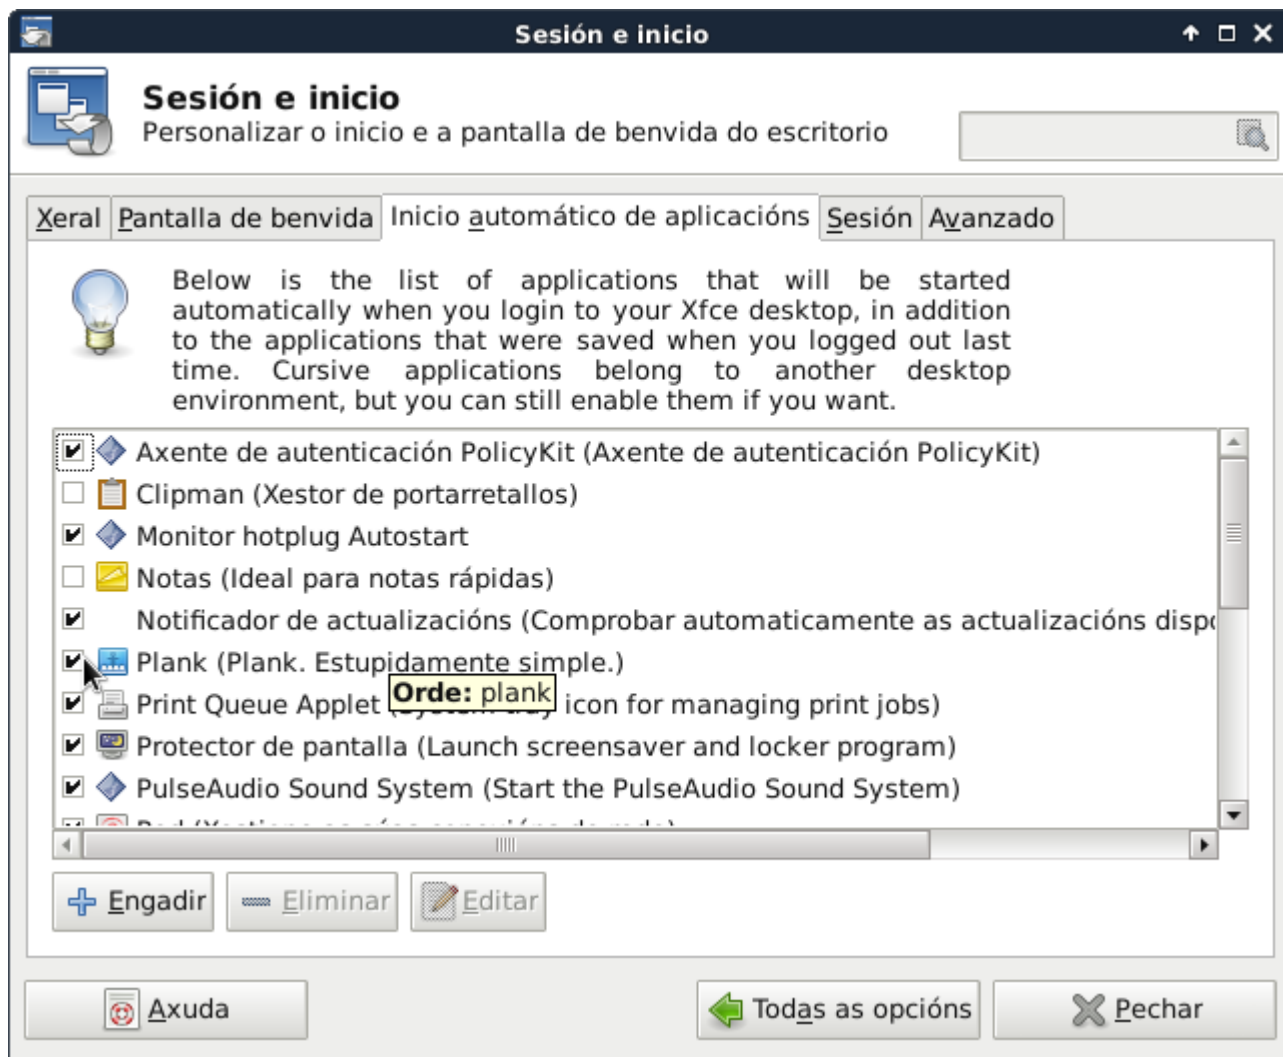 Sesión e inicio
Sesión e inicio
Personalizar o inicio e a pantalla de benvida do escritorio
Xeral Pantalla de benvida Inicio automático de aplicacións Sesión Avanzado
Below is the list of applications that will be started
automatically when you login to your Xfce desktop, in addition
to the applications that were saved when you logged out last
time. Cursive applications belong to another desktop
environment, but you can still enable them if you want.
Axente de autenticación PolicyKit (Axente de autenticación PolicyKit)
Clipman (Xestor de portarretallos)
Monitor hotplug Autostart
Notas (Ideal para notas rápidas)
Notificador de actualizacións (Comprobar automaticamente as actualizacións
Plank (Plank. Estupidamente simple.)
Orde: plank
Print Queue Applet icon for managing print jobs)
Protector de pantalla (Launch screensaver and locker program)
PulseAudio Sound System (Start the PulseAudio Sound System)
Engadir Eliminar Editar
Axuda Todas as opcións Pechar